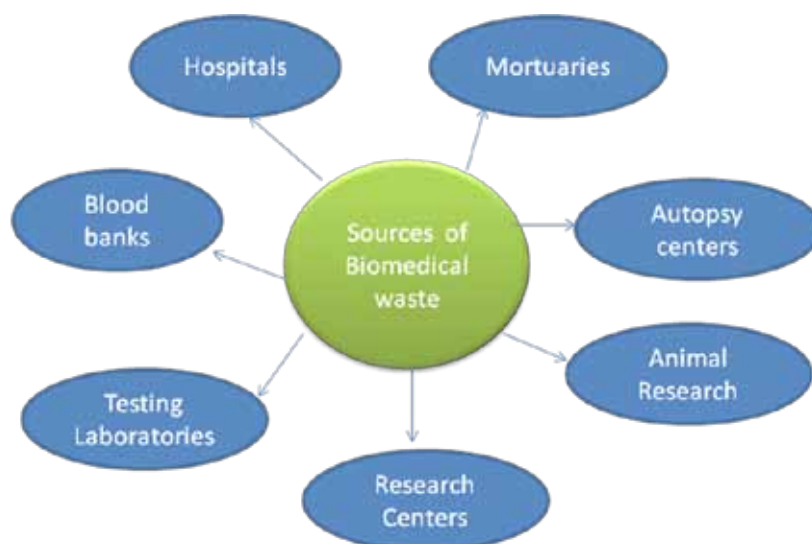 Hospitals
Mortuaries
Blood
banks
Sources of
Biomedical
waste
Autopsy
centers
Animal
Research
Testing
Laboratories
Research
Centers